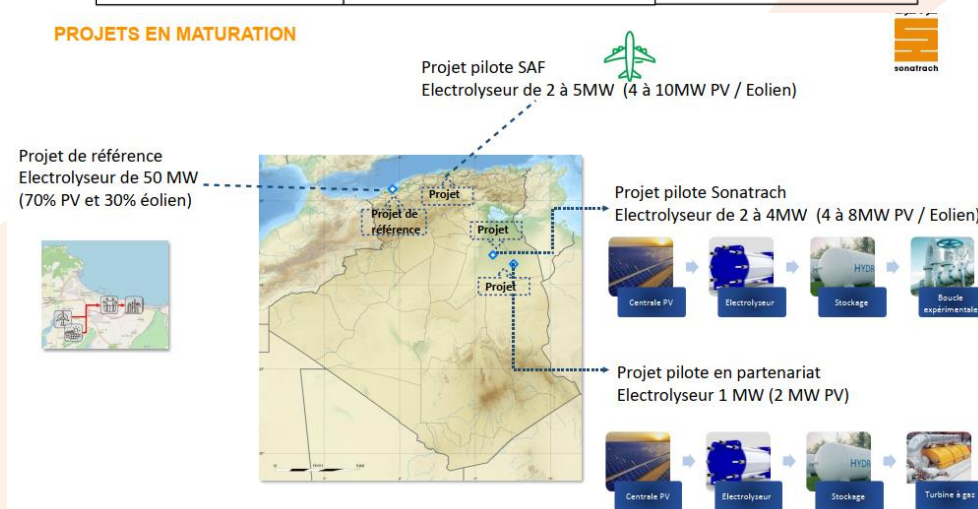 PROJETS EN MATURATION
sonatrach
Projet pilote SAF
Electrolyseur de 2 à 5MW (4 à 10MW PV / Eolien)
Projet de référence
Electrolyseur de 50 MW
(70% PV et 30% éolien)
Projet
Projet de
référence
Projet
Projet
Projet pilote Sonatrach
Electrolyseur de 2 à 4MW (4 à 8MW PV / Eolien)
HYDR
Centrale PV
Electrolyseur
Stockage
Boucle
expérimentale
Projet pilote en partenariat
Electrolyseur 1 MW (2 MW PV)
HYDR
Centrale PV
Electrolyseur
Stockage
Turbine à gaz